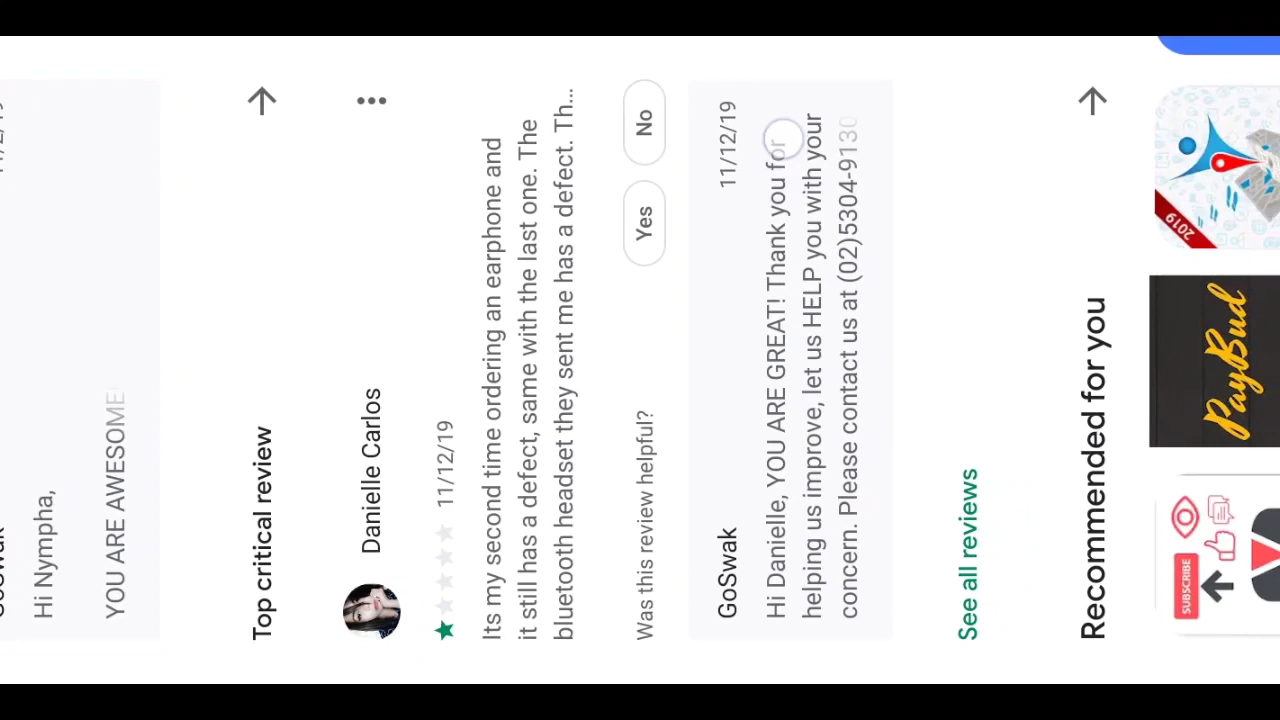 GoSwak
Hi Nympha,
YOU ARE AWESOME
Top critical review
Danielle Carlos
11/12/19
Its my second time ordering an earphone and
it still has a defect, same with the last one. The
bluetooth headset they sent me has a defect. Th...
Was this review helpful?
Yes
No
GoSwak
11/12/19
Hi Danielle, YOU ARE GREAT! Thank you for
helping us improve, let us HELP you with your
concern. Please contact us at (02)5304-9130
See all reviews
Recommended for you
SUBSCRIBE
PayBud
2019